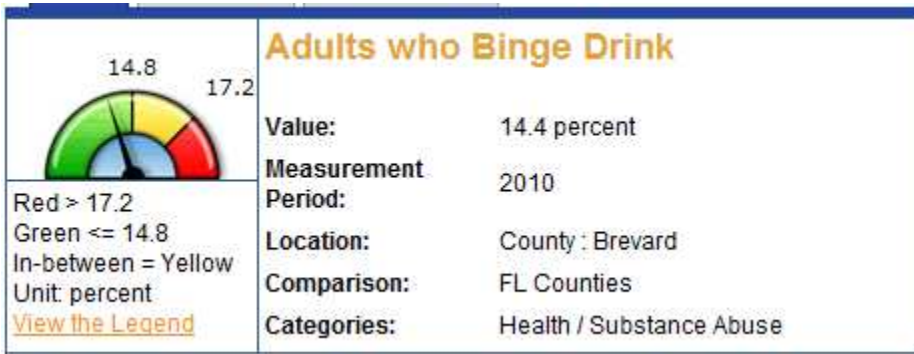 14.8
17.2
Red > 17.2
Green <= 14.8
In-between = Yellow
Unit: percent
View the Legend
Adults who Binge Drink
Value: 14.4 percent
Measurement
Period: 2010
Location: County : Brevard
Comparison: FL Counties
Categories: Health / Substance Abuse